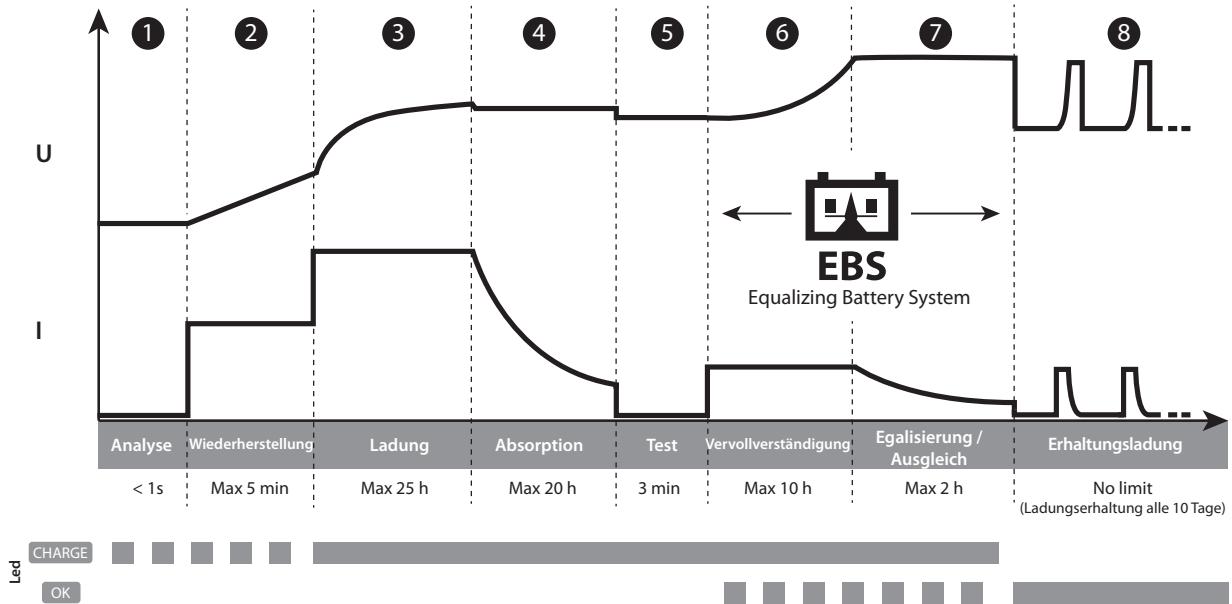 1 2 3 4 5 6 7 8
U
EBS
Equalizing Battery System
I
Analyse Wiederherstellung Ladung Absorption Test Vervollverständigung Egalisierung / Ausgleich Erhaltungsladung
< 1s Max 5 min Max 25 h Max 20 h 3 min Max 10 h Max 2 h No limit
(Ladungserhaltung alle 10 Tage)
Led
CHARGE
OK